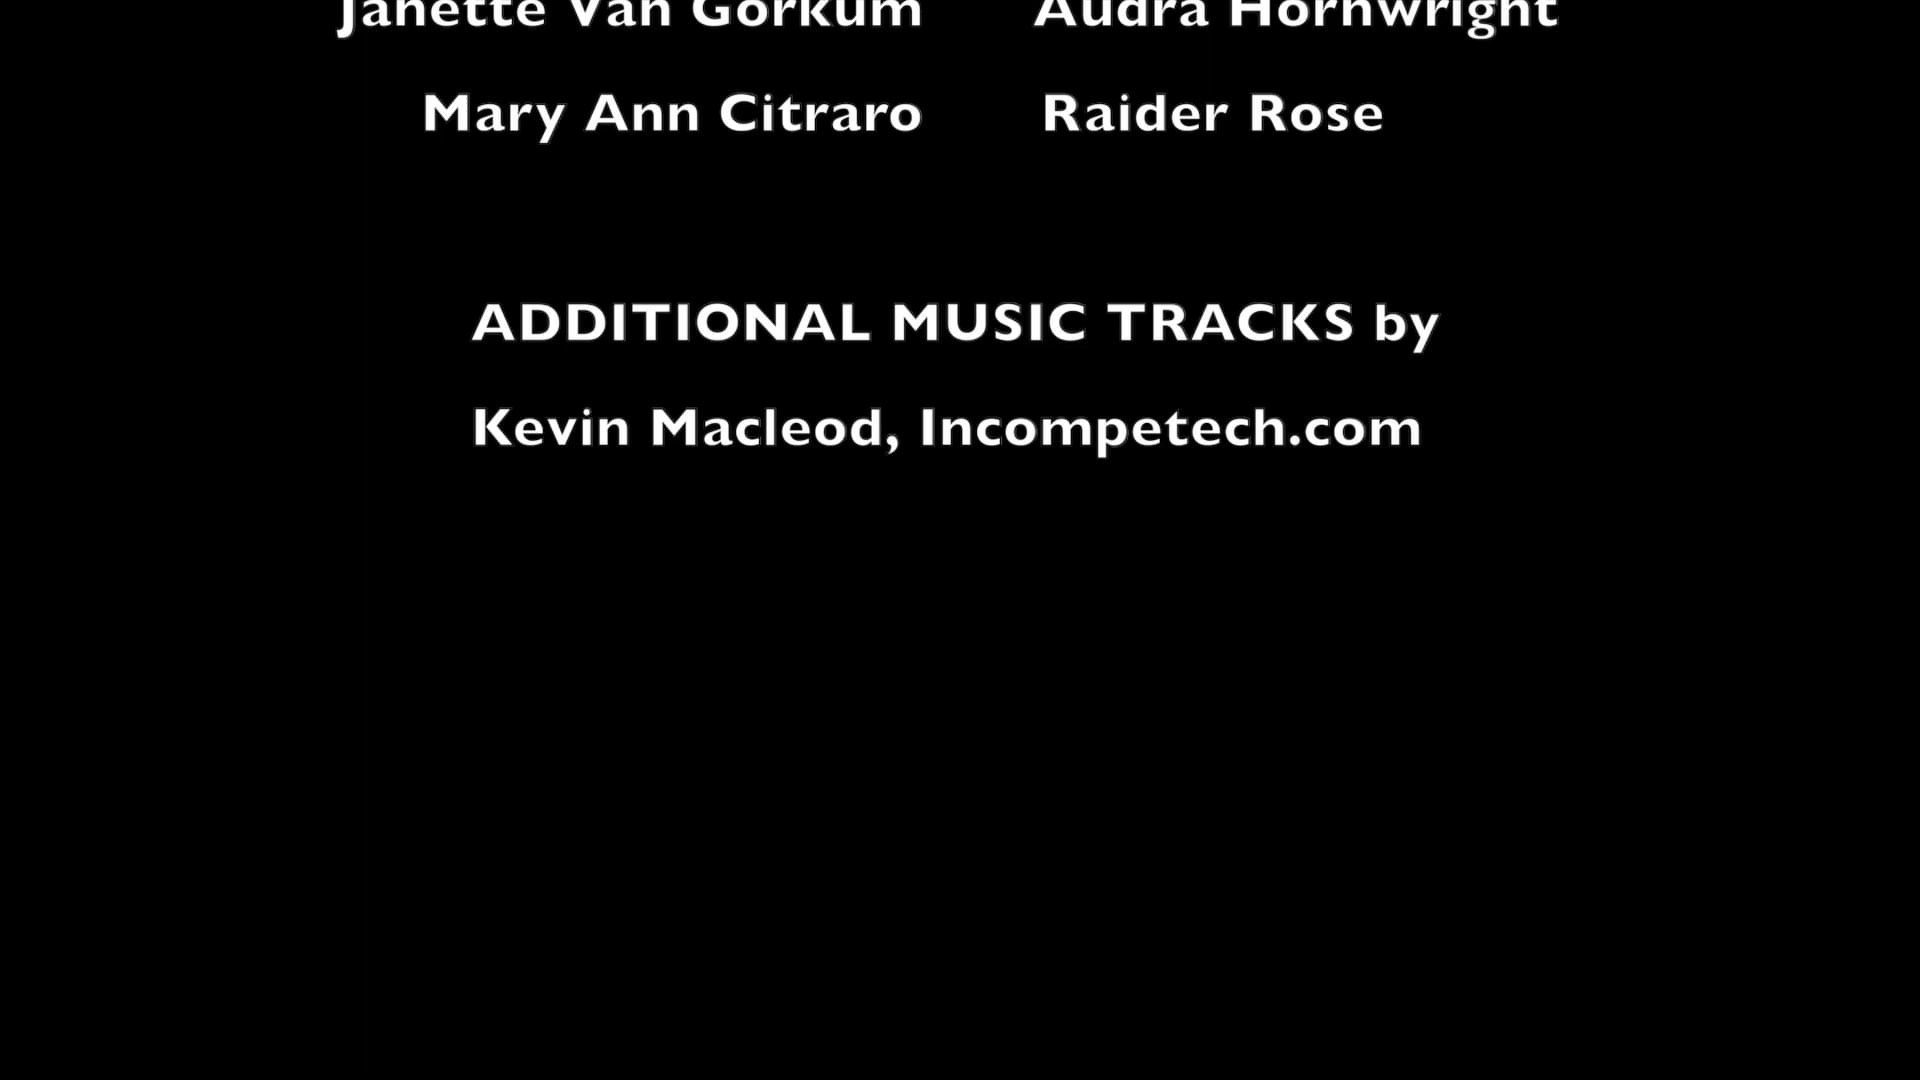 Janette Van Gorkum Audra Hornwright
Mary Ann Citraro Raider Rose
ADDITIONAL MUSIC TRACKS by
Kevin Macleod, Incompetech.com